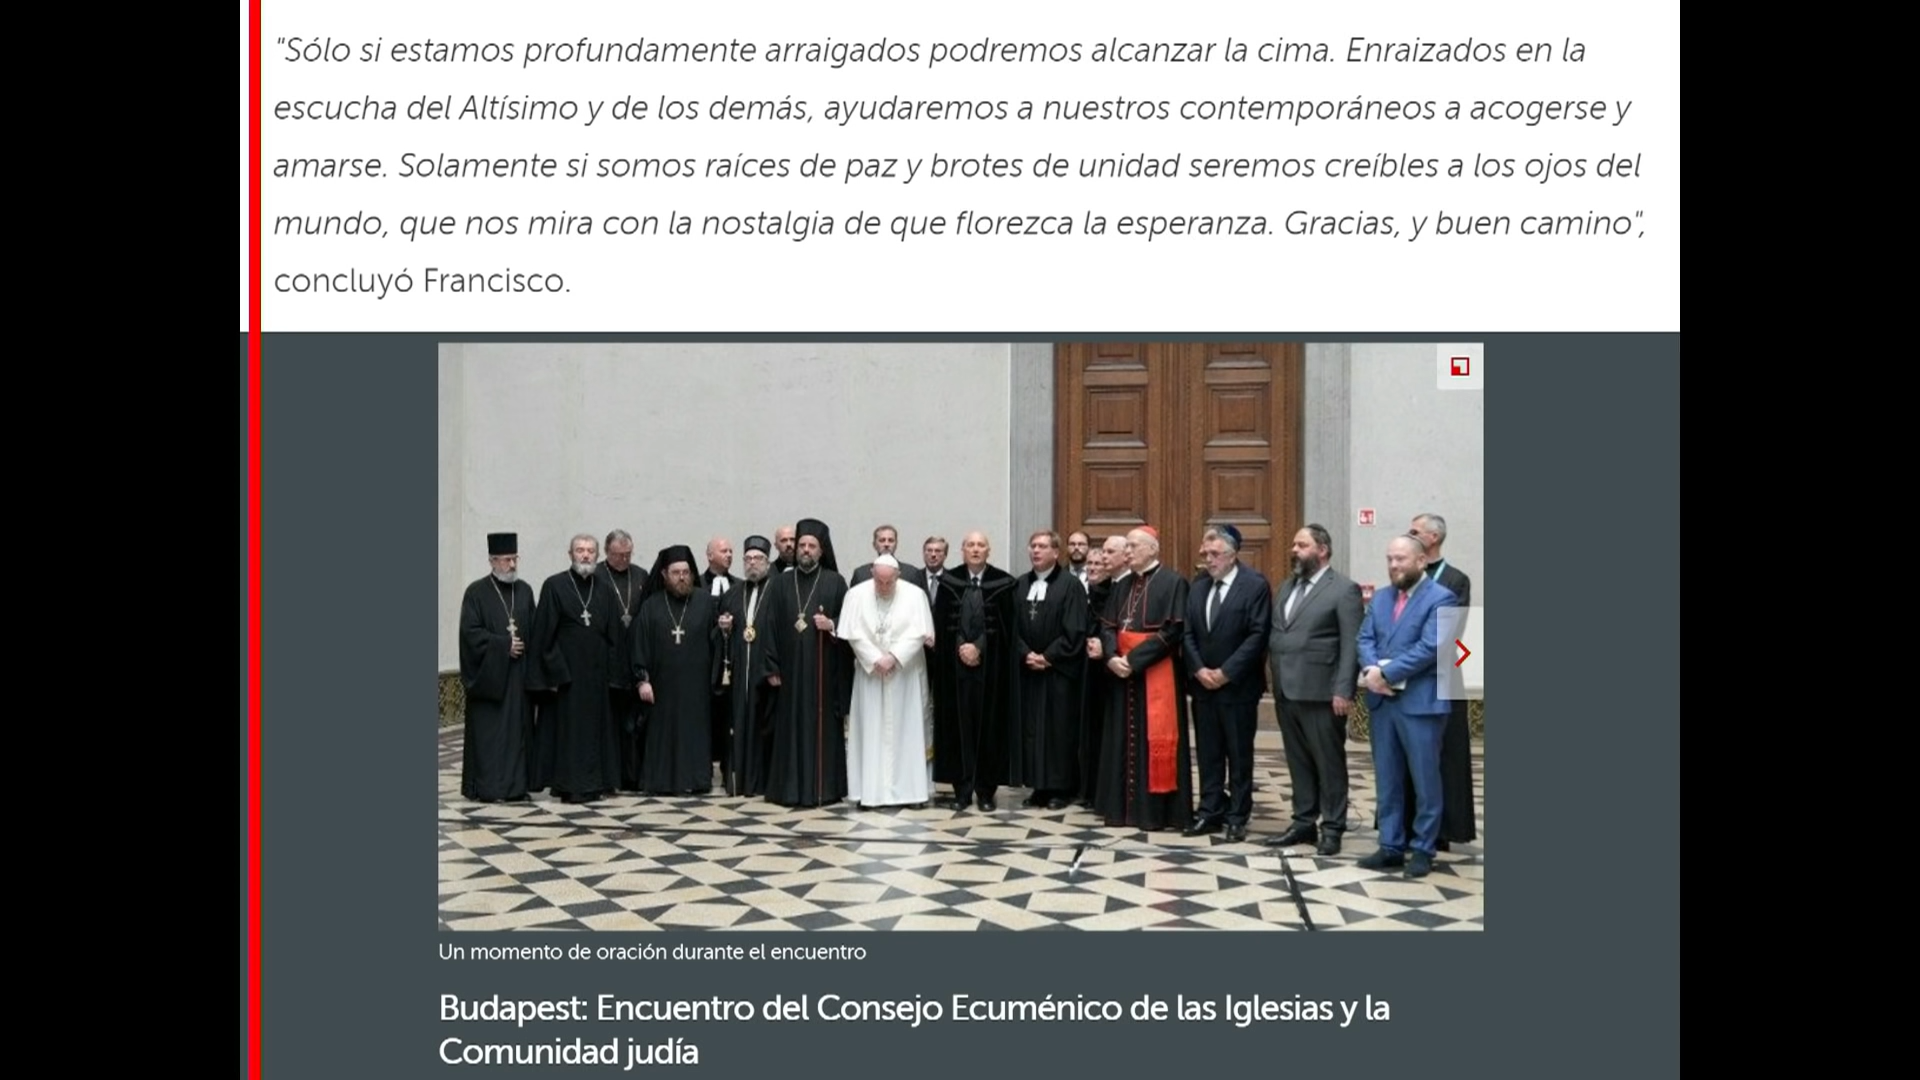 "Sólo si estamos profundamente arraigados podremos alcanzar la cima. Enraizados en la
escucha del Altísimo y de los demás, ayudaremos a nuestros contemporáneos a acogerse y
amarse. Solamente si somos raíces de paz y brotes de unidad seremos creíbles a los ojos del
mundo, que nos mira con la nostalgia de que florezca la esperanza. Gracias, y buen camino",
concluyó Francisco.
Un momento de oración durante el encuentro
Budapest: Encuentro del Consejo Ecuménico de las Iglesias y la
Comunidad judía